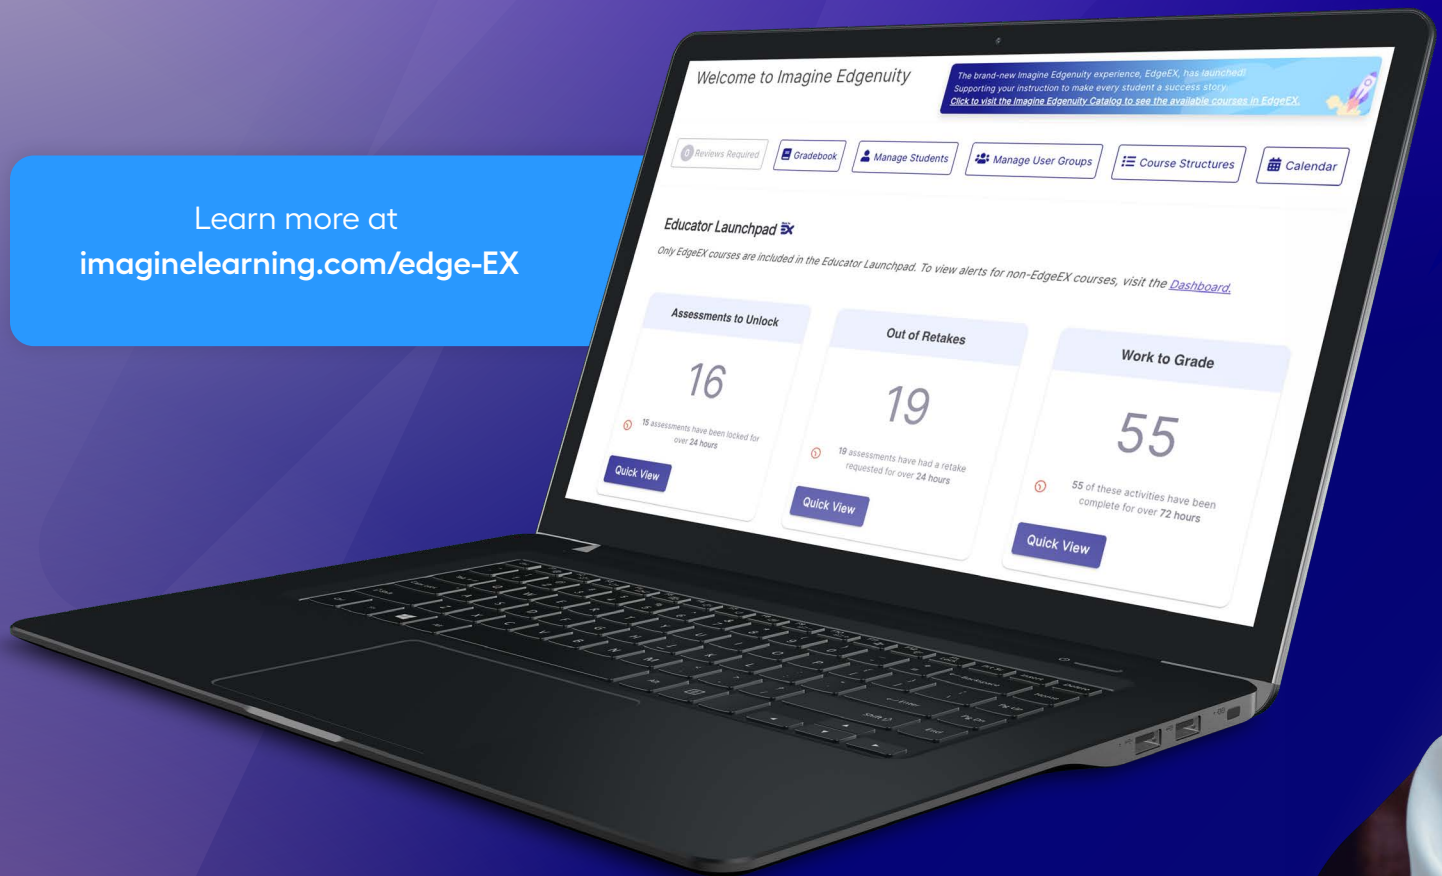 Learn more at
imaginelearning.com/edge-EX
Welcome to Imagine Edgenuity
The brand-new Imagine Edgenuity experience, EdgeEX, has launched!
Supporting your instruction to make every student a success story.
Click to visit the Imagine Edgenuity Catalog to see the available courses in EdgeEX.
Reviews Required
Gradebook
Manage Students
Manage User Groups
Course Structures
Calendar
Educator Launchpad
Only EdgeEX courses are included in the Educator Launchpad. To view alerts for non-EdgeEX courses, visit the Dashboard.
Assessments to Unlock
16
15 assessments have been locked for
over 24 hours
Quick View
Out of Retakes
19
19 assessments have had a retake
requested for over 24 hours
Quick View
Work to Grade
55
55 of these activities have been
complete for over 72 hours
Quick View